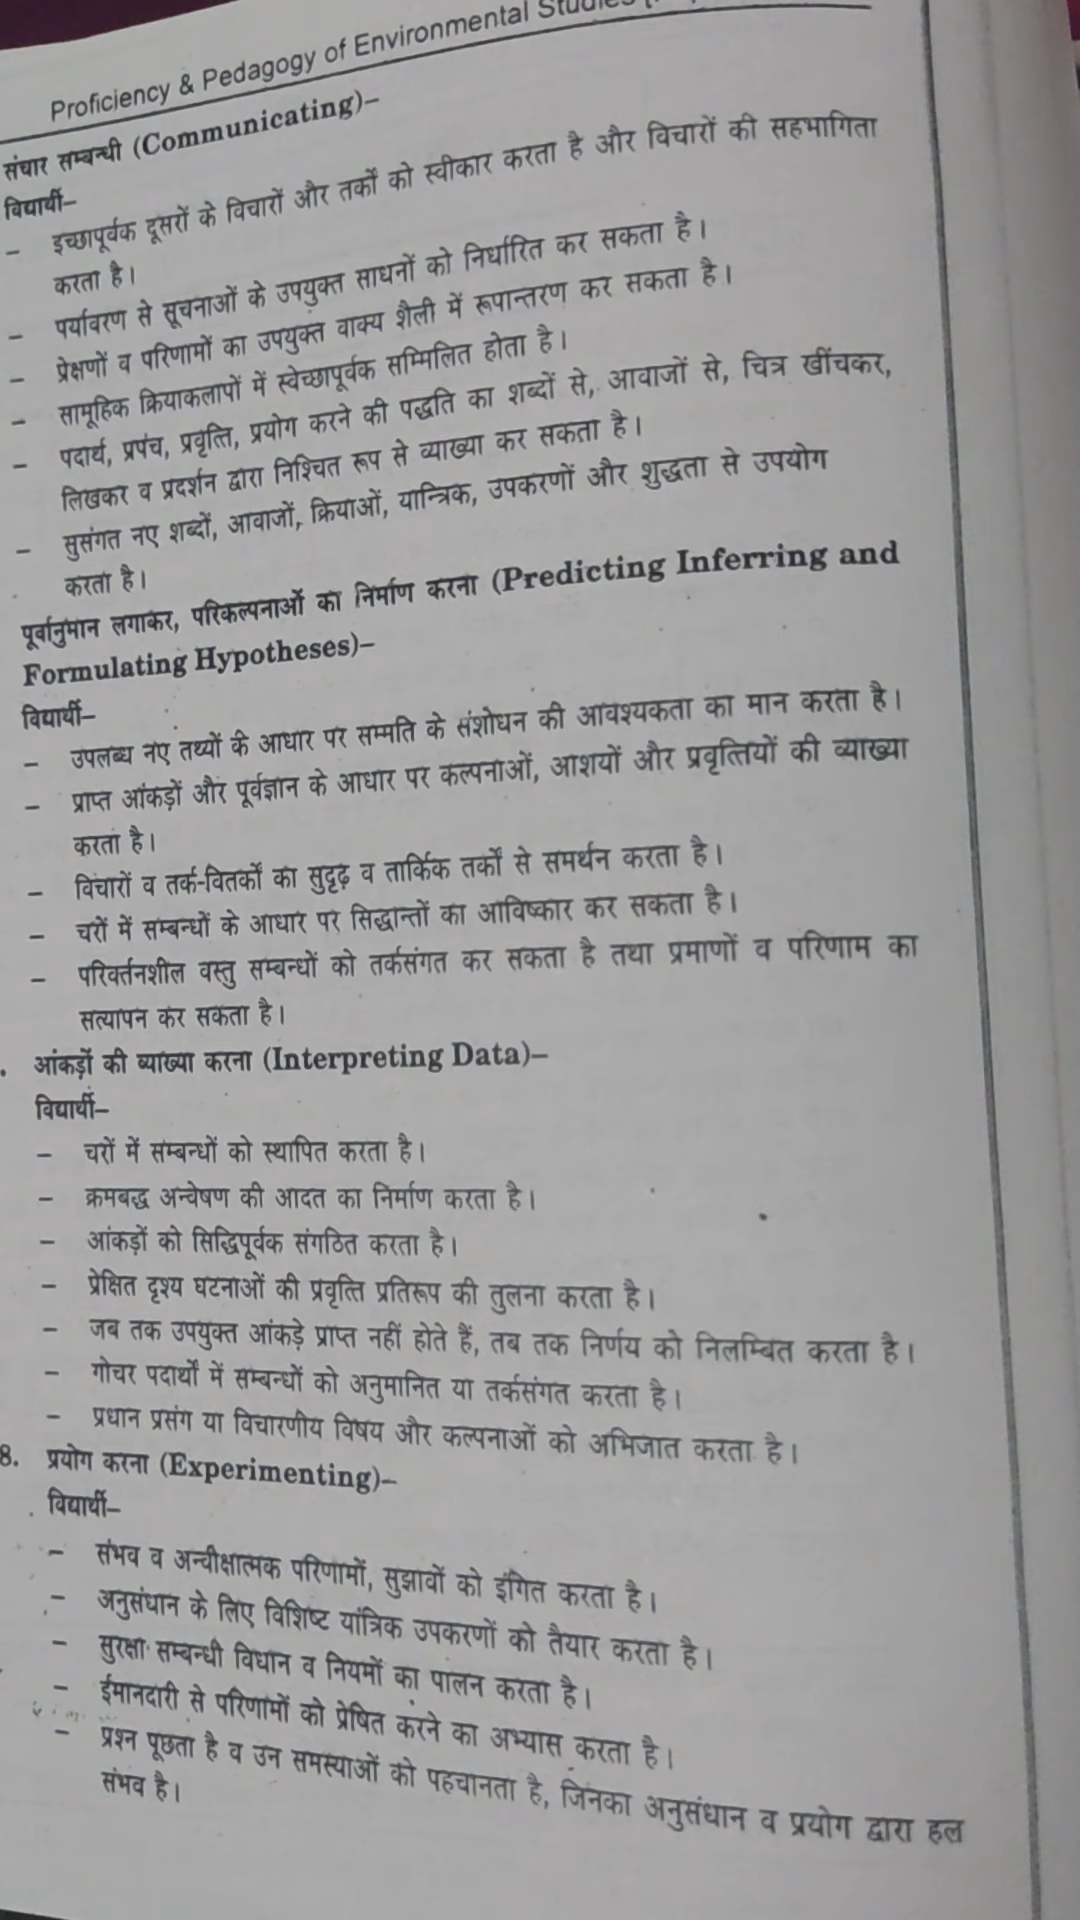 Proficiency & Pedagogy of Environmental Studies
संचार सम्बन्धी (Communicating)–
विद्यार्थी–
– इच्छापूर्वक दूसरों के विचारों और तर्कों को स्वीकार करता है और विचारों की सहभागिता
करता है।
– पर्यावरण से सूचनाओं के उपयुक्त साधनों को निर्धारित कर सकता है।
– प्रेक्षणों व परिणामों का उपयुक्त वाक्य शैली में रूपान्तरण कर सकता है।
– सामूहिक क्रियाकलापों में स्वेच्छापूर्वक सम्मिलित होता है।
– पदार्थ, प्रपंच, प्रवृत्ति, प्रयोग करने की पद्धति का शब्दों से, आवाजों से, चित्र खींचकर,
लिखकर व प्रदर्शन द्वारा निश्चित रूप से व्याख्या कर सकता है।
– सुसंगत नए शब्दों, आवाजों, क्रियाओं, यान्त्रिक, उपकरणों और शुद्धता से उपयोग
करता है।
पूर्वानुमान लगाकर, परिकल्पनाओं का निर्माण करना (Predicting Inferring and
Formulating Hypotheses)–
विद्यार्थी–
– उपलब्ध नए तथ्यों के आधार पर सम्मति के संशोधन की आवश्यकता का मान करता है।
– प्राप्त आंकड़ों और पूर्वज्ञान के आधार पर कल्पनाओं, आशयों और प्रवृत्तियों की व्याख्या
करता है।
– विचारों व तर्क-वितर्कों का सुदृढ़ व तार्किक तर्कों से समर्थन करता है।
– चरों में सम्बन्धों के आधार पर सिद्धान्तों का आविष्कार कर सकता है।
– परिवर्तनशील वस्तु सम्बन्धों को तर्कसंगत कर सकता है तथा प्रमाणों व परिणाम का
सत्यापन कर सकता है।
. आंकड़ों की व्याख्या करना (Interpreting Data)–
विद्यार्थी–
– चरों में सम्बन्धों को स्थापित करता है।
– क्रमबद्ध अन्वेषण की आदत का निर्माण करता है।
– आंकड़ों को सिद्धिपूर्वक संगठित करता है।
– प्रेक्षित दृश्य घटनाओं की प्रवृत्ति प्रतिरूप की तुलना करता है।
– जब तक उपयुक्त आंकड़े प्राप्त नहीं होते हैं, तब तक निर्णय को निलम्बित करता है।
– गोचर पदार्थों में सम्बन्धों को अनुमानित या तर्कसंगत करता है।
– प्रधान प्रसंग या विचारणीय विषय और कल्पनाओं को अभिजात करता है।
8. प्रयोग करना (Experimenting)–
विद्यार्थी–
– संभव व अन्वीक्षात्मक परिणामों, सुझावों को इंगित करता है।
– अनुसंधान के लिए विशिष्ट यांत्रिक उपकरणों को तैयार करता है।
– सुरक्षा सम्बन्धी विधान व नियमों का पालन करता है।
– ईमानदारी से परिणामों को प्रेषित करने का अभ्यास करता है।
– प्रश्न पूछता है व उन समस्याओं को पहचानता है, जिनका अनुसंधान व प्रयोग द्वारा हल
संभव है।